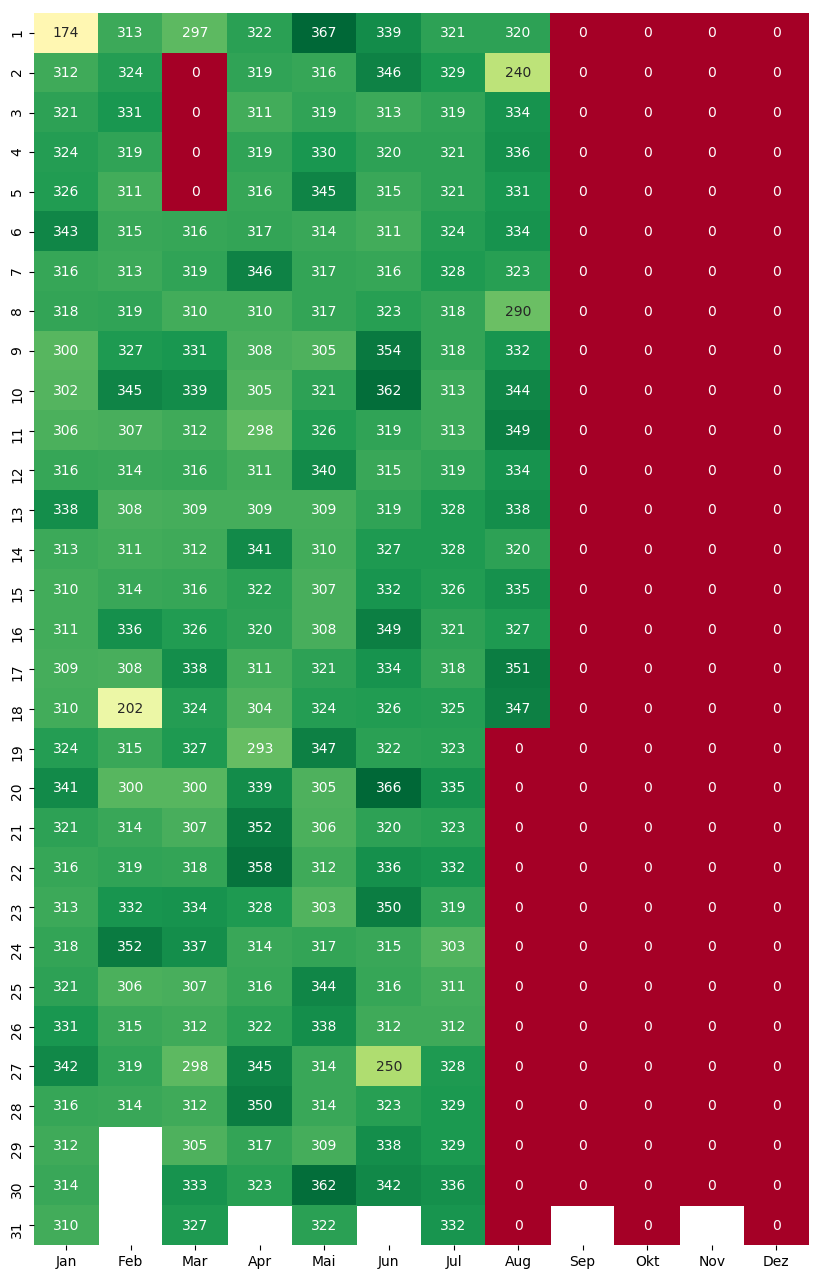 1 174 313 297 322 367 339 321 320 0 0 0 0
2 312 324 0 319 316 346 329 240 0 0 0 0
3 321 331 0 311 319 313 319 334 0 0 0 0
4 324 319 0 319 330 320 321 336 0 0 0 0
5 326 311 0 316 345 315 321 331 0 0 0 0
6 343 315 316 317 314 311 324 334 0 0 0 0
7 316 313 319 346 317 316 328 323 0 0 0 0
8 318 319 310 310 317 323 318 290 0 0 0 0
9 300 327 331 308 305 354 318 332 0 0 0 0
10 302 345 339 305 321 362 313 344 0 0 0 0
11 306 307 312 298 326 319 313 349 0 0 0 0
12 316 314 316 311 340 315 319 334 0 0 0 0
13 338 308 309 309 309 319 328 338 0 0 0 0
14 313 311 312 341 310 327 328 320 0 0 0 0
15 310 314 316 322 307 332 326 335 0 0 0 0
16 311 336 326 320 308 349 321 327 0 0 0 0
17 309 308 338 311 321 334 318 351 0 0 0 0
18 310 202 324 304 324 326 325 347 0 0 0 0
19 324 315 327 293 347 322 323 0 0 0 0 0
20 341 300 300 339 305 366 335 0 0 0 0 0
21 321 314 307 352 306 320 323 0 0 0 0 0
22 316 319 318 358 312 336 332 0 0 0 0 0
23 313 332 334 328 303 350 319 0 0 0 0 0
24 318 352 337 314 317 315 303 0 0 0 0 0
25 321 306 307 316 344 316 311 0 0 0 0 0
26 331 315 312 322 338 312 312 0 0 0 0 0
27 342 319 298 345 314 250 328 0 0 0 0 0
28 316 314 312 350 314 323 329 0 0 0 0 0
29 312 305 317 309 338 329 0 0 0 0 0
30 314 333 323 362 342 336 0 0 0 0 0
31 310 327 322 332 0 0 0
Jan Feb Mar Apr Mai Jun Jul Aug Sep Okt Nov Dez